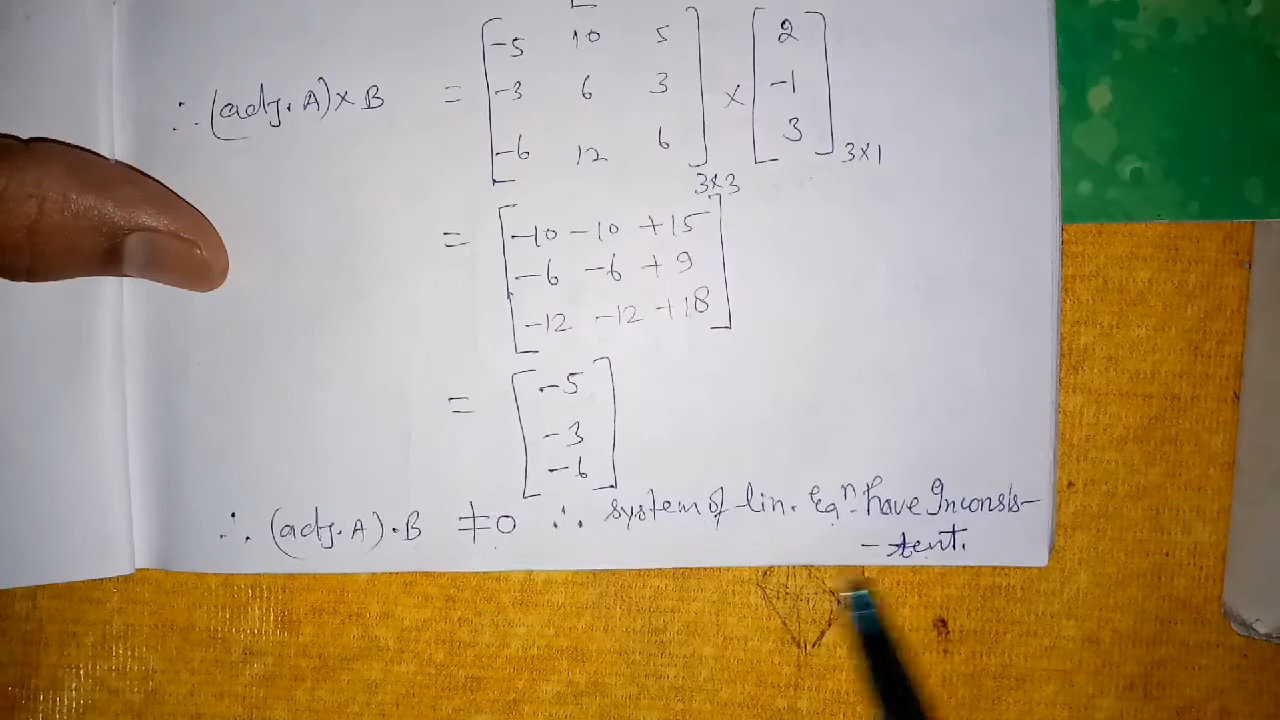 ∴ (adj. A) × B = [ -5 10 5
-3 6 3
-6 12 6 ] 3×3 × [ 2
-1
3 ] 3×1
= [ -10 -10 +15
-6 -6 +9
-12 -12 +18 ]
= [ -5
-3
-6 ]
∴ (adj. A) . B ≠ 0 ∴ system of lin. Eqⁿ. have Inconsis-
-tent.